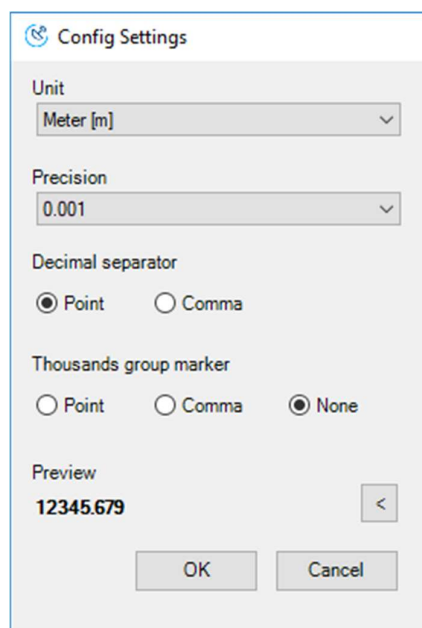 Config Settings
Unit
Meter [m]
Precision
0.001
Decimal separator
Point Comma
Thousands group marker
Point Comma None
Preview
12345.679 <
OK Cancel